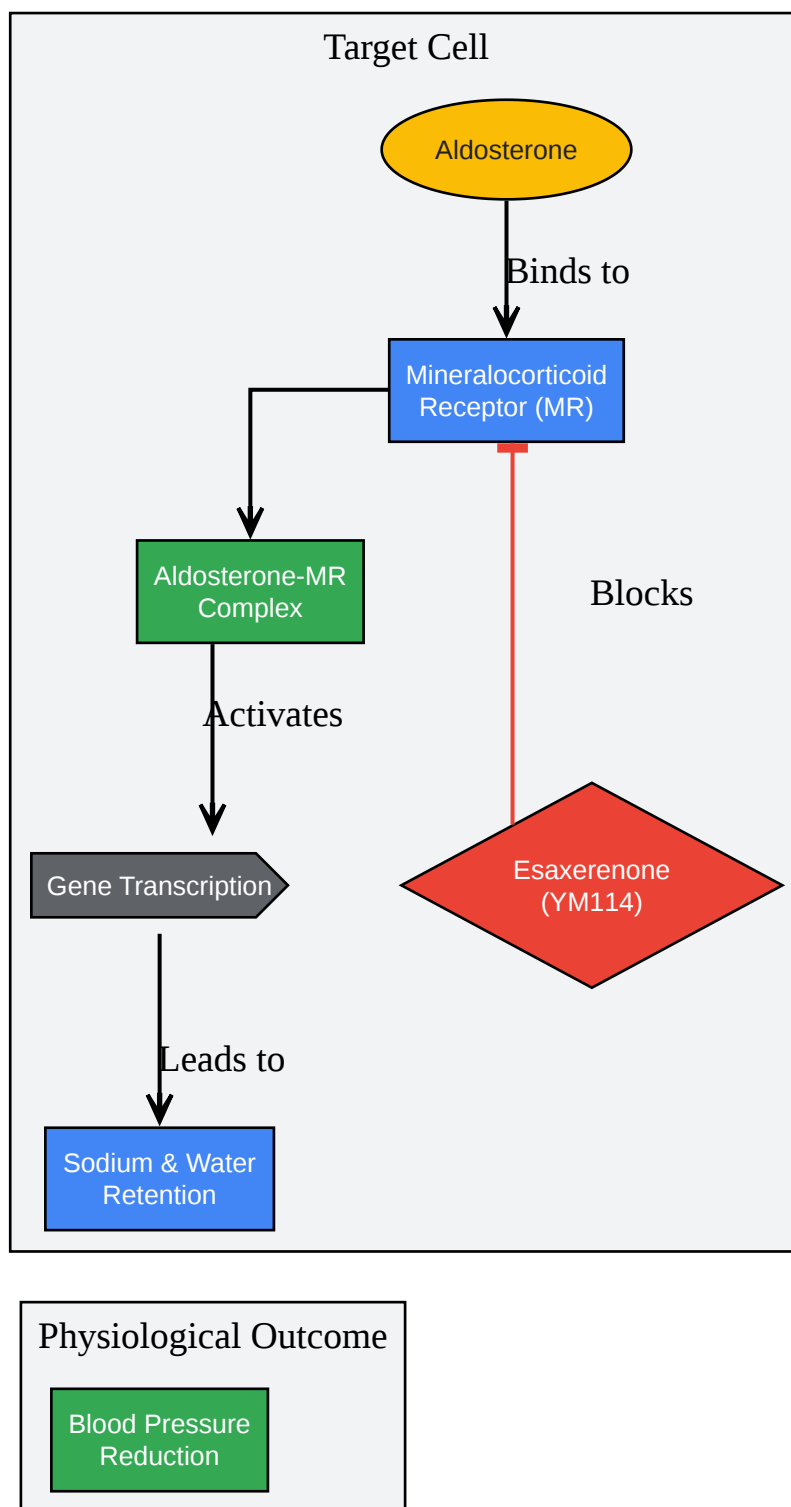 Target Cell
Aldosterone
Binds to
Mineralocorticoid
Receptor (MR)
Aldosterone-MR
Complex
Blocks
Activates
Gene Transcription
Esaxerenone
(YM114)
Leads to
Sodium & Water
Retention
Physiological Outcome
Blood Pressure
Reduction